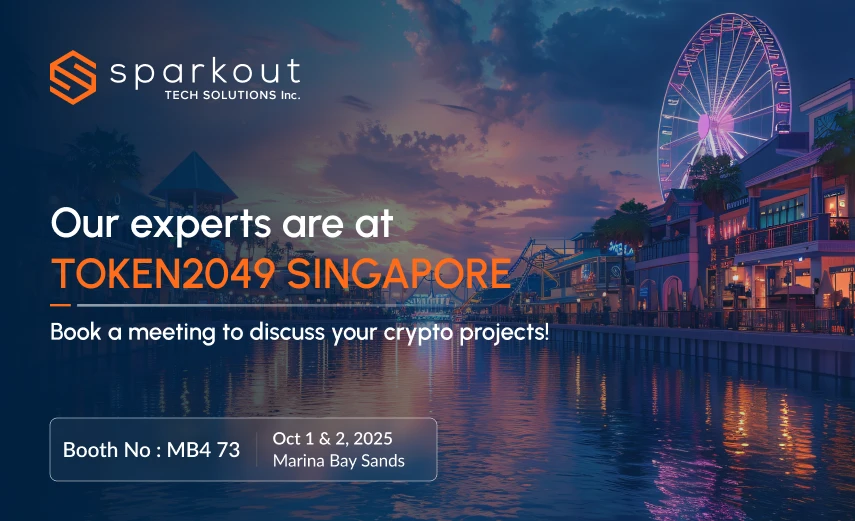 sparkout
TECH SOLUTIONS Inc.
Our experts are at
TOKEN2049 SINGAPORE
Book a meeting to discuss your crypto projects!
Booth No : MB4 73
Oct 1 & 2, 2025
Marina Bay Sands